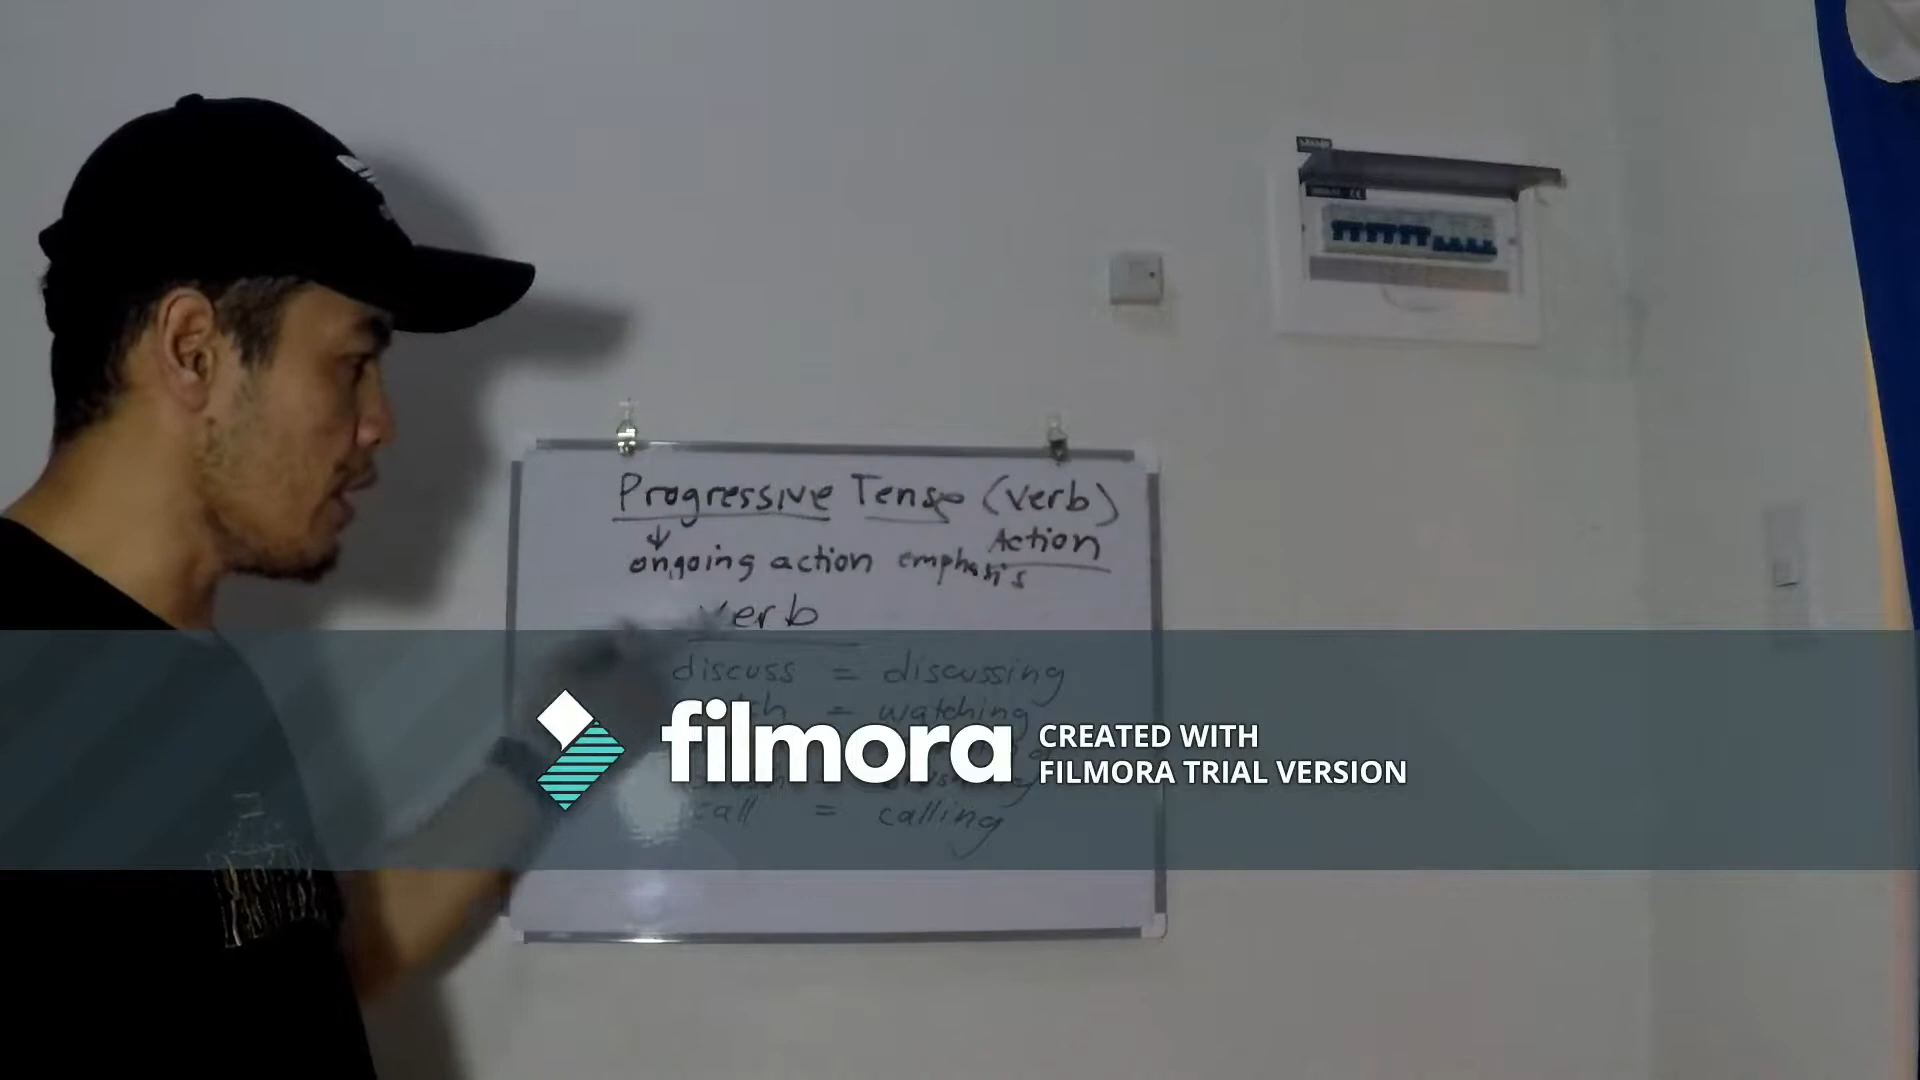 Progressive Tense (verb)
Action
ongoing action emphasis
verb
discuss = discussing
= watching
call = calling
filmora
CREATED WITH
FILMORA TRIAL VERSION